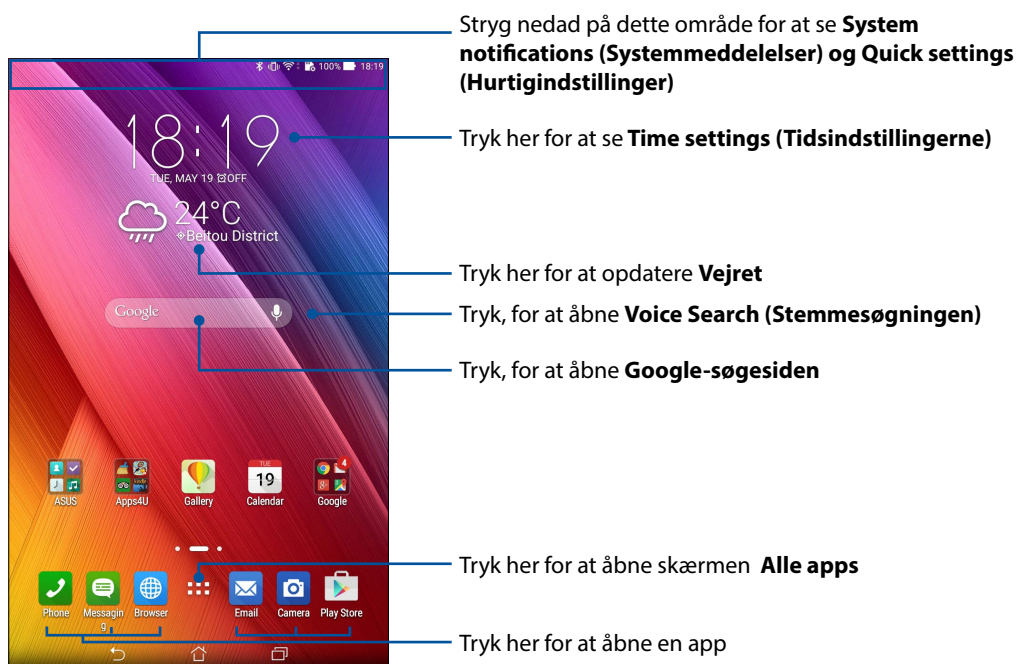 Stryg nedad på dette område for at se System
notifications (Systemmeddelelser) og Quick settings
(Hurtigindstillinger)
100% 18:19
18:19
Tryk her for at se Time settings (Tidsindstillingerne)
TUE, MAY 19 OFF
24°C
Beitou District
Tryk her for at opdatere Vejret
Google
Tryk, for at åbne Voice Search (Stemmesøgningen)
Tryk, for at åbne Google-søgesiden
4
TUE
19
kindle
ASUS Apps4U Gallery Calendar Google
Tryk her for at åbne skærmen Alle apps
Phone Messagin Browser Email Camera Play Store
g
Tryk her for at åbne en app